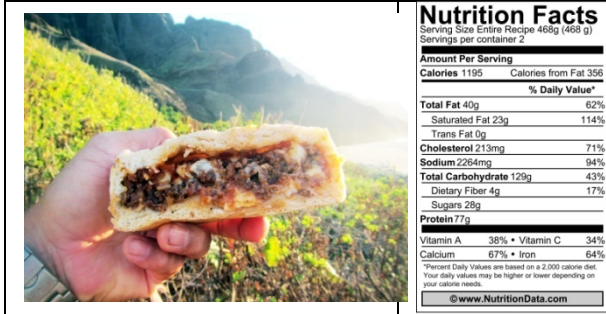 Nutrition Facts
Serving Size Entire Recipe 468g (468 g)
Servings per container 2
Amount Per Serving
Calories 1195 Calories from Fat 356
% Daily Value*
Total Fat 40g 62%
Saturated Fat 23g 114%
Trans Fat 0g
Cholesterol 213mg 71%
Sodium 2264mg 94%
Total Carbohydrate 129g 43%
Dietary Fiber 4g 17%
Sugars 28g
Protein 77g
Vitamin A 38% • Vitamin C 34%
Calcium 67% • Iron 64%
*Percent Daily Values are based on a 2,000 calorie diet.
Your daily values may be higher or lower depending on
your calorie needs.
©www.NutritionData.com